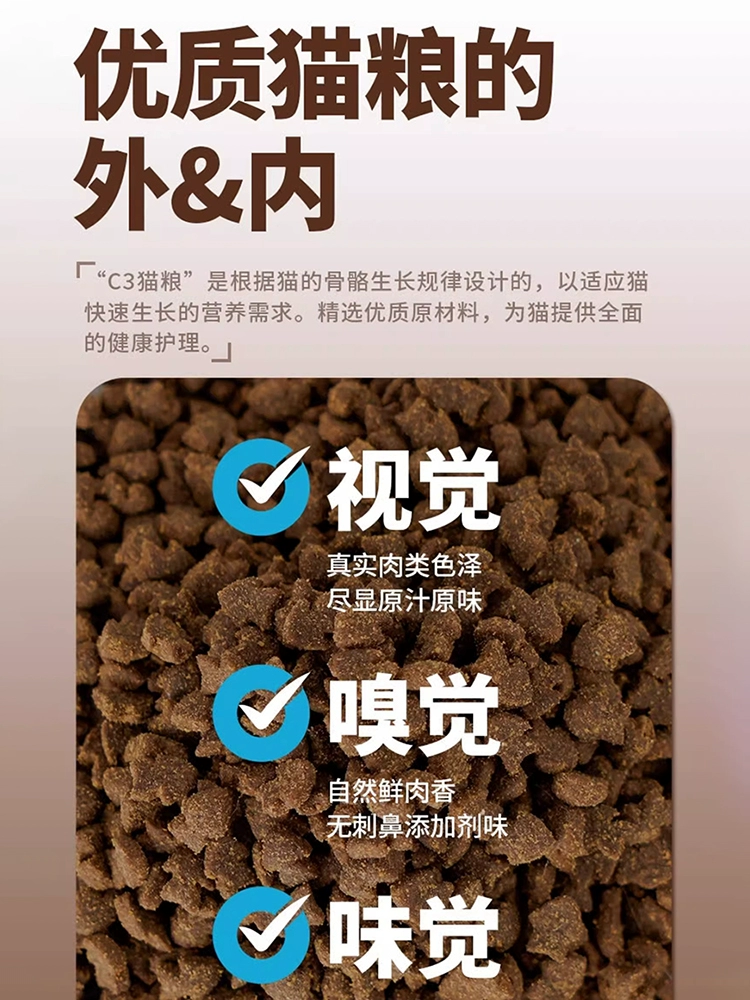 优质猫粮的
外&内
“C3猫粮”是根据猫的骨骼生长规律设计的，以适应猫
快速生长的营养需求。精选优质原材料，为猫提供全面
的健康护理。
视觉
真实肉类色泽
尽显原汁原味
嗅觉
自然鲜肉香
无刺鼻添加剂味
味觉